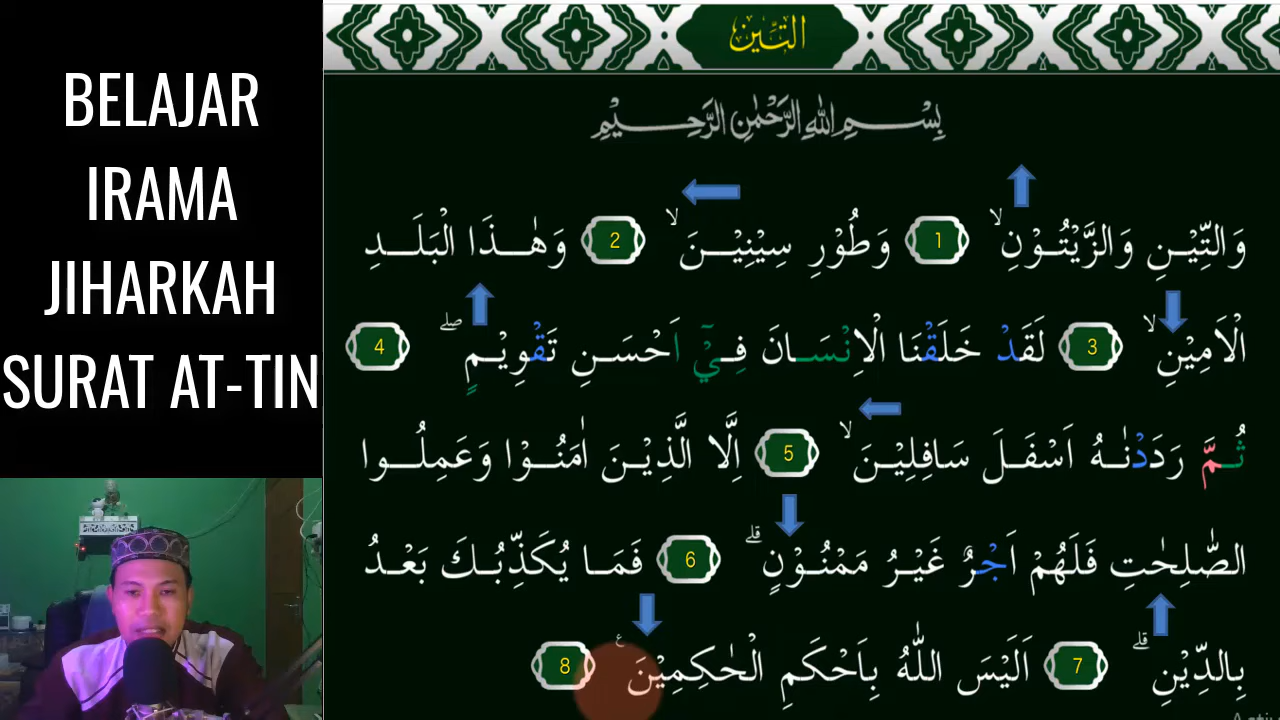 BELAJAR
IRAMA
JIHARKAH
SURAT AT-TIN
التين
بِسْمِ اللّٰهِ الرَّحْمٰنِ الرَّحِيْمِ
وَالتِّيْنِ وَالزَّيْتُوْنِۙ 1 وَطُوْرِ سِيْنِيْنَۙ 2 وَهٰذَا الْبَلَدِ
الْاَمِيْنِۙ 3 لَقَدْ خَلَقْنَا الْاِنْسَانَ فِيْٓ اَحْسَنِ تَقْوِيْمٍۖ 4
ثُمَّ رَدَدْنٰهُ اَسْفَلَ سَافِلِيْنَۙ 5 اِلَّا الَّذِيْنَ اٰمَنُوْا وَعَمِلُوا
الصّٰلِحٰتِ فَلَهُمْ اَجْرٌ غَيْرُ مَمْنُوْنٍۗ 6 فَمَا يُكَذِّبُكَ بَعْدُ
بِالدِّيْنِۗ 7 اَلَيْسَ اللّٰهُ بِاَحْكَمِ الْحٰكِمِيْنَ ع 8